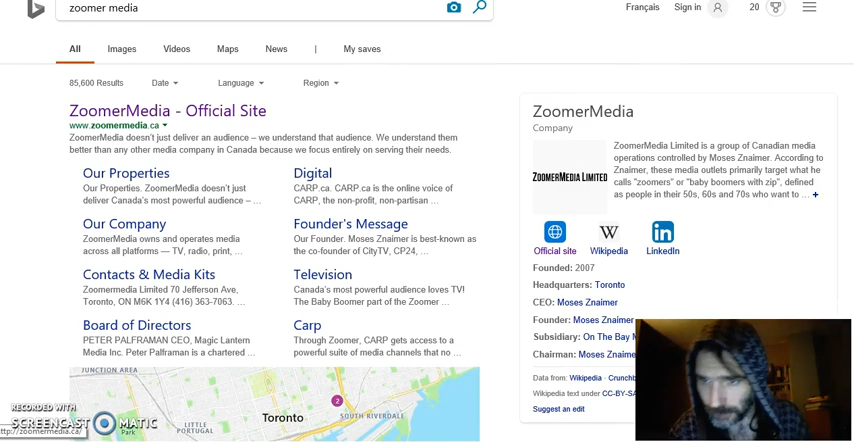 zoomer media
Français Sign in 20
All Images Videos Maps News | My saves
85,600 Results Date Language Region
ZoomerMedia - Official Site
www.zoomermedia.ca
ZoomerMedia doesn't just deliver an audience – we understand that audience. We understand them
better than any other media company in Canada because we focus entirely on serving their needs.
Our Properties
Our Properties. ZoomerMedia doesn't just
deliver Canada's most powerful audience – ...
Digital
CARP.ca. CARP.ca is the online voice of
CARP, the non-profit, non-partisan ...
Our Company
ZoomerMedia owns and operates media
across all platforms — TV, radio, print, ...
Founder's Message
Our Founder. Moses Znaimer is best-known as
the co-founder of CityTV, CP24, ...
Contacts & Media Kits
Zoomermedia Limited 70 Jefferson Ave,
Toronto, ON M6K 1Y4 (416) 363-7063. ...
Television
Canada's most powerful audience loves TV!
The Baby Boomer part of the Zoomer ...
Board of Directors
PETER PALFRAMAN CEO, Magic Lantern
Media Inc. Peter Palframan is a chartered ...
Carp
Through Zoomer, CARP gets access to a
powerful suite of media channels that no ...
JUNCTION AREA
2
Toronto
SOUTH RIVERDALE
LITTLE
PORTUGAL
Park
RECORDED WITH
SCREENCAST MATIC
http://zoomermedia.ca/
ZoomerMedia
Company
ZOOMERMEDIA LIMITED
ZoomerMedia Limited is a group of Canadian media
operations controlled by Moses Znaimer. According to
Znaimer, these media outlets primarily target what he
calls "zoomers" or "baby boomers with zip", defined
as people in their 50s, 60s and 70s who want to ... +
W in
Official site Wikipedia LinkedIn
Founded: 2007
Headquarters: Toronto
CEO: Moses Znaimer
Founder: Moses Znaimer
Subsidiary: On The Bay M
Chairman: Moses Znaime
Data from: Wikipedia · Crunchb
Wikipedia text under CC-BY-SA
Suggest an edit